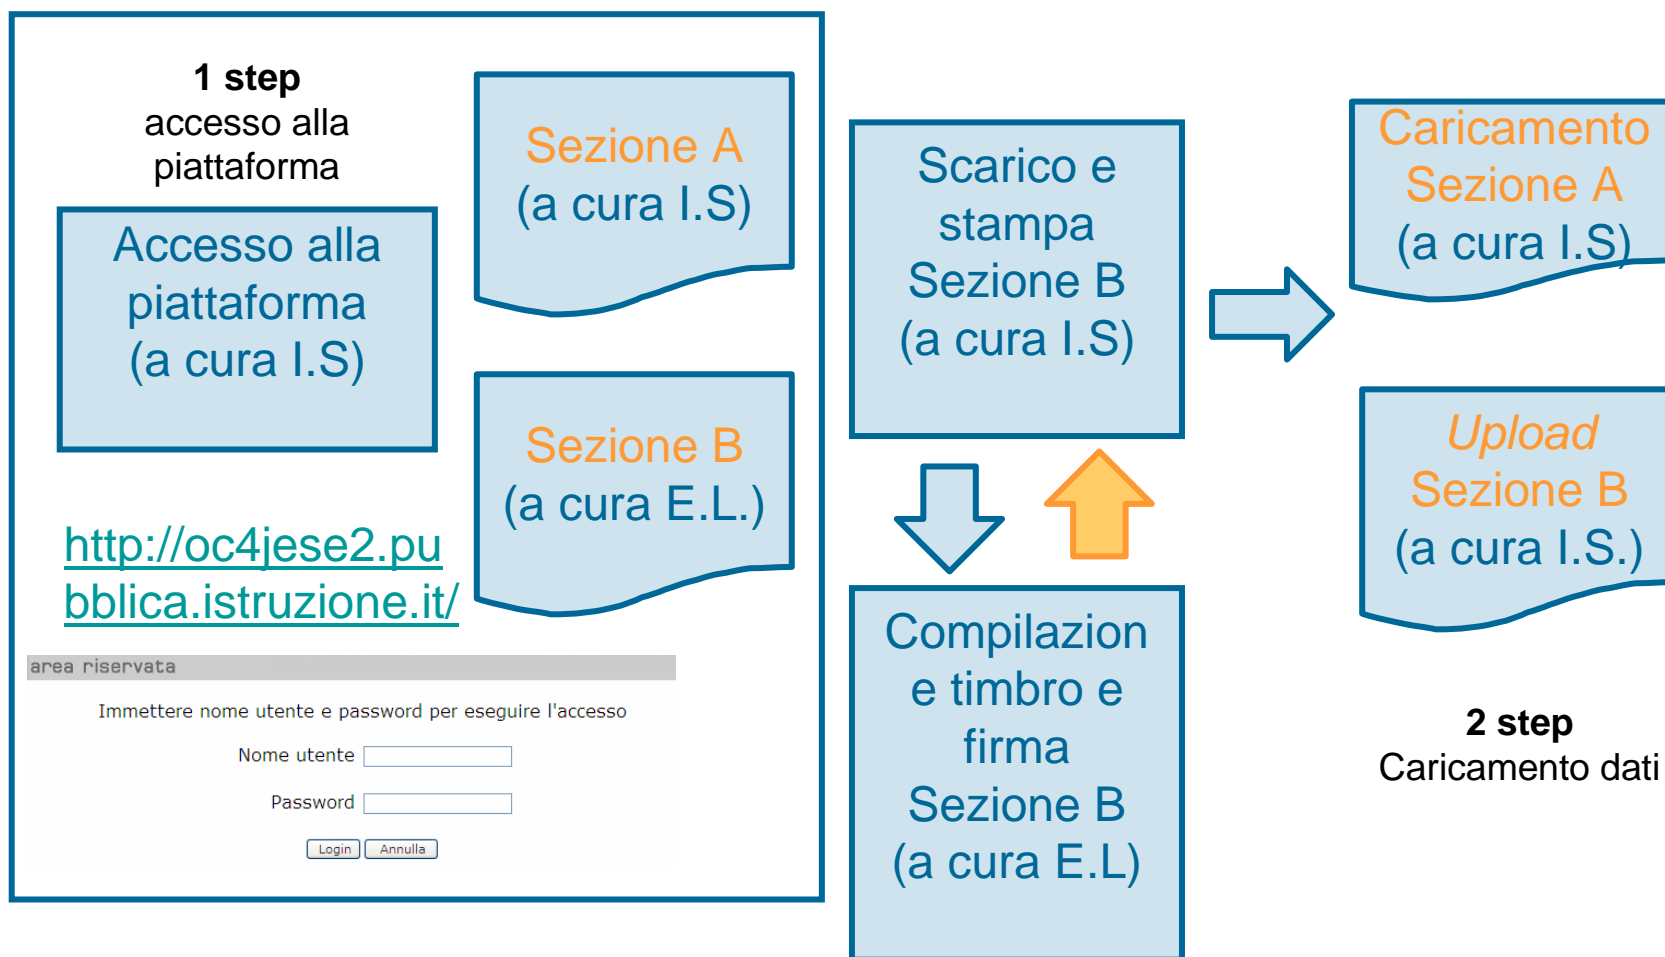 1 step
accesso alla
piattaforma
Accesso alla
piattaforma
(a cura I.S)
http://oc4jese2.pu
bblica.istruzione.it/
area riservata
Immettere nome utente e password per eseguire l'accesso
Nome utente
Password
Login Annulla
Sezione A
(a cura I.S)
Sezione B
(a cura E.L.)
Scarico e
stampa
Sezione B
(a cura I.S)
Compilazion
e timbro e
firma
Sezione B
(a cura E.L)
Caricamento
Sezione A
(a cura I.S)
Upload
Sezione B
(a cura I.S.)
2 step
Caricamento dati